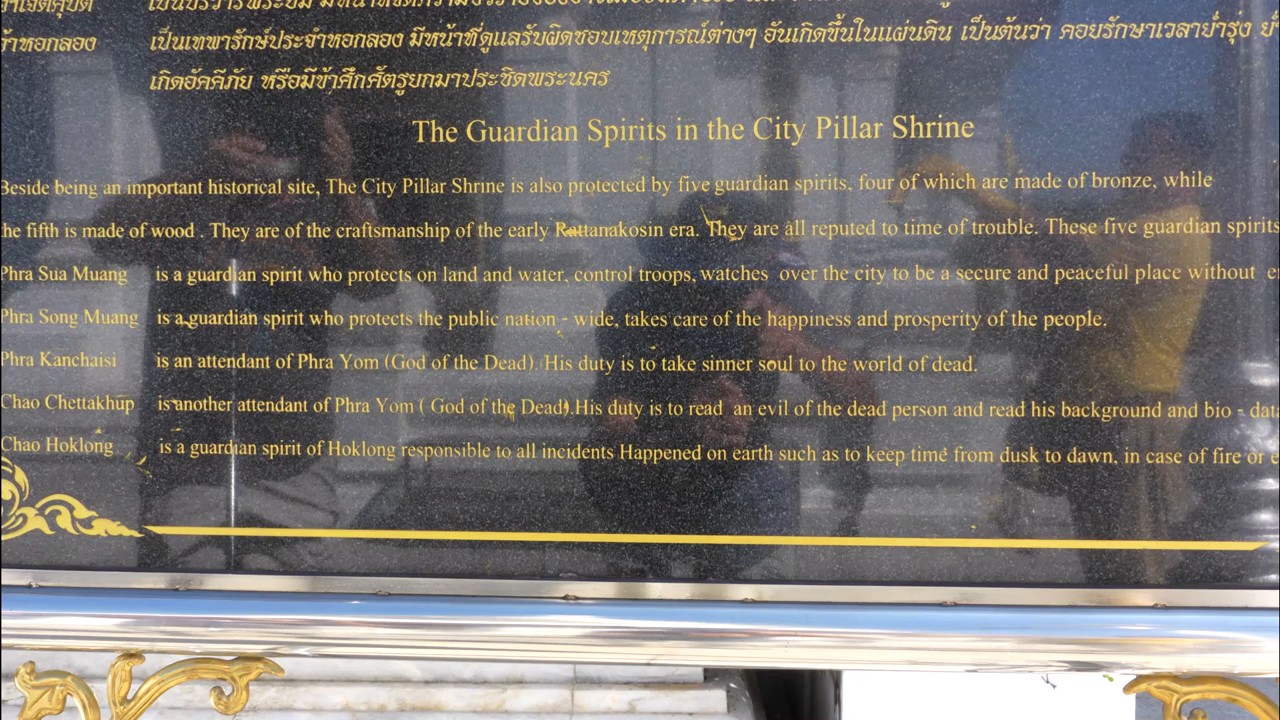 เป็นเทพารักษ์ประจำหอกลอง มีหน้าที่ดูแลรับผิดชอบเหตุการณ์ต่างๆ อันเกิดขึ้นในแผ่นดิน เป็นต้นว่า คอยรักษาเวลาย่ำรุ่ง
เกิดอัคคีภัย หรือมีข้าศึกศัตรูยกมาประชิดพระนคร
The Guardian Spirits in the City Pillar Shrine
Beside being an important historical site, The City Pillar Shrine is also protected by five guardian spirits, four of which are made of bronze, while
the fifth is made of wood . They are of the craftsmanship of the early Rattanakosin era. They are all reputed to time of trouble. These five guardian spirits
Phra Sua Muang is a guardian spirit who protects on land and water, control troops, watches over the city to be a secure and peaceful place without
Phra Song Muang is a guardian spirit who protects the public nation - wide, takes care of the happiness and prosperity of the people.
Phra Kanchaisi is an attendant of Phra Yom (God of the Dead). His duty is to take sinner soul to the world of dead.
Chao Chettakhup is another attendant of Phra Yom ( God of the Dead).His duty is to read an evil of the dead person and read his background and bio - data
Chao Hoklong is a guardian spirit of Hoklong responsible to all incidents Happened on earth such as to keep time from dusk to dawn, in case of fire or